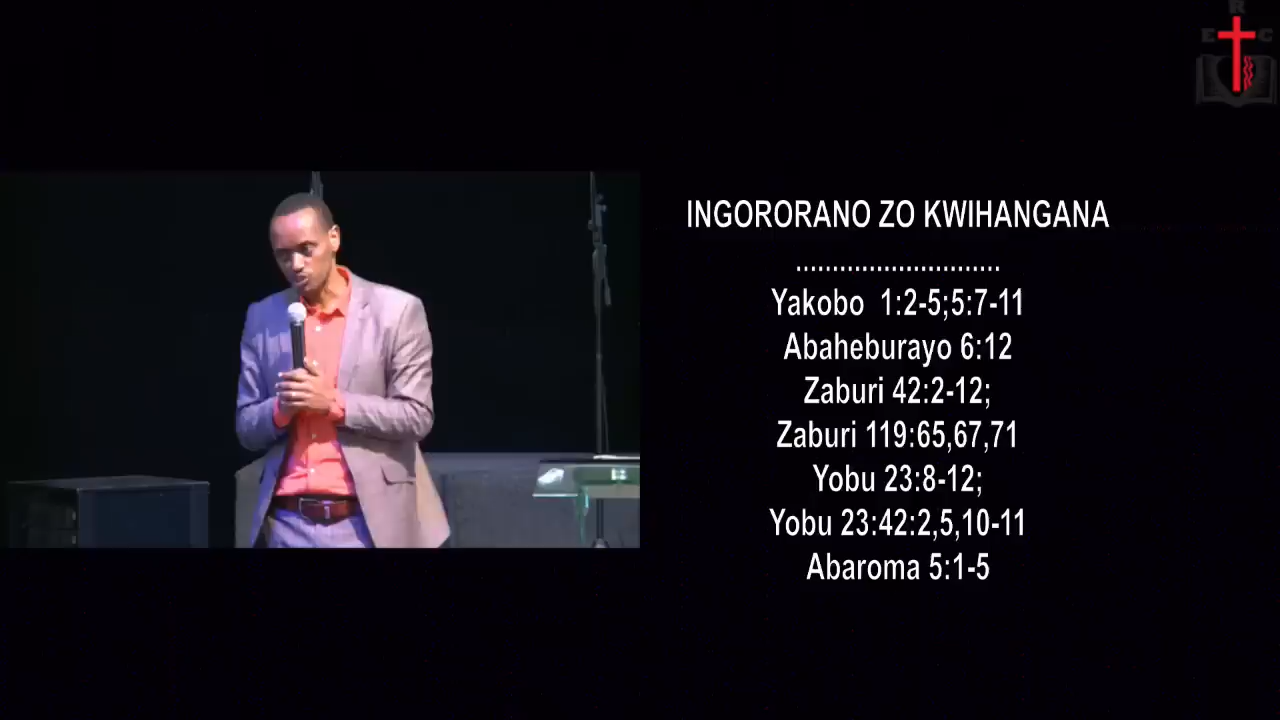 E R C
INGORORANO ZO KWIHANGANA
............................
Yakobo 1:2-5;5:7-11
Abaheburayo 6:12
Zaburi 42:2-12;
Zaburi 119:65,67,71
Yobu 23:8-12;
Yobu 23:42:2,5,10-11
Abaroma 5:1-5